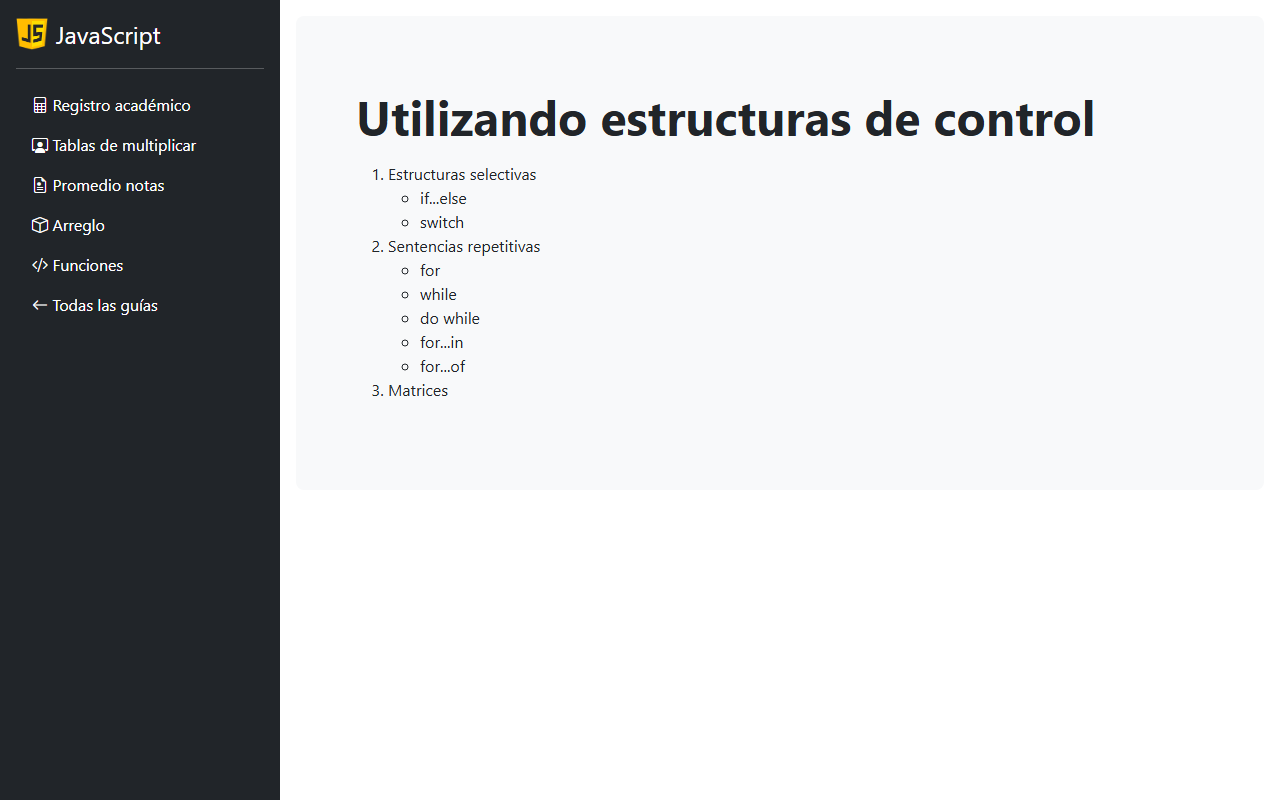 JS JavaScript
Registro académico
Tablas de multiplicar
Promedio notas
Arreglo
Funciones
Todas las guías
Utilizando estructuras de control
1. Estructuras selectivas
if...else
switch
2. Sentencias repetitivas
for
while
do while
for...in
for...of
3. Matrices